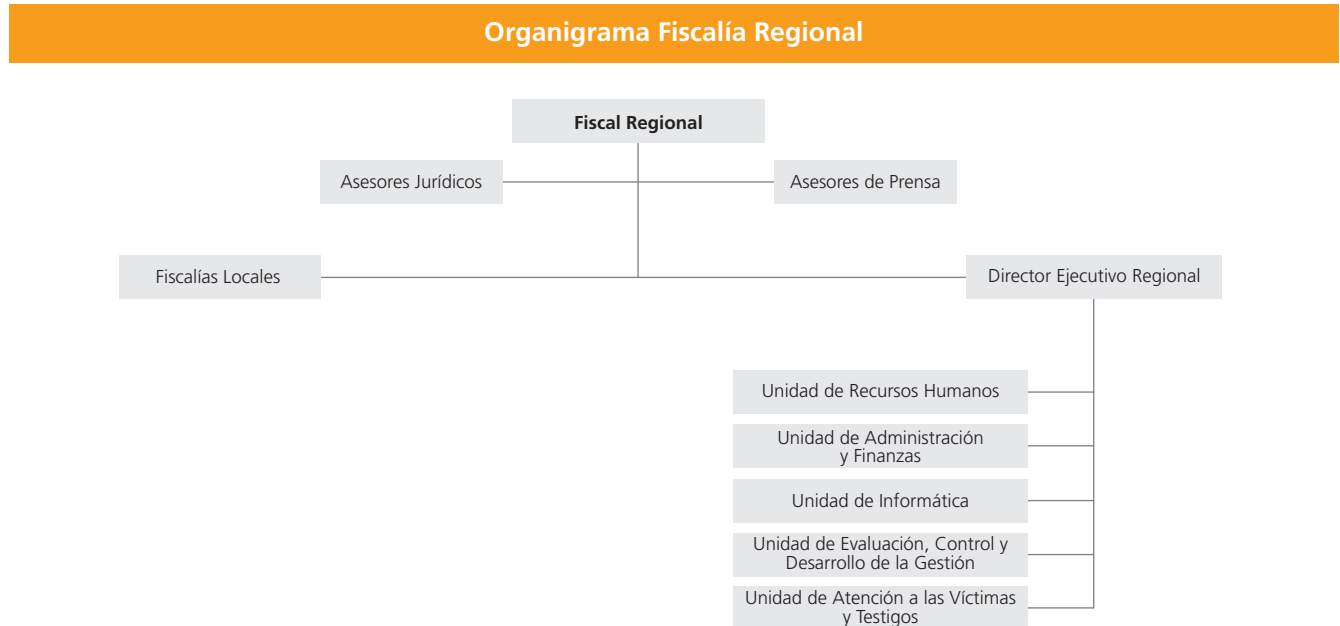 Organigrama Fiscalía Regional
Fiscal Regional
Asesores Jurídicos
Asesores de Prensa
Fiscalías Locales
Director Ejecutivo Regional
Unidad de Recursos Humanos
Unidad de Administración
y Finanzas
Unidad de Informática
Unidad de Evaluación, Control y
Desarrollo de la Gestión
Unidad de Atención a las Víctimas
y Testigos